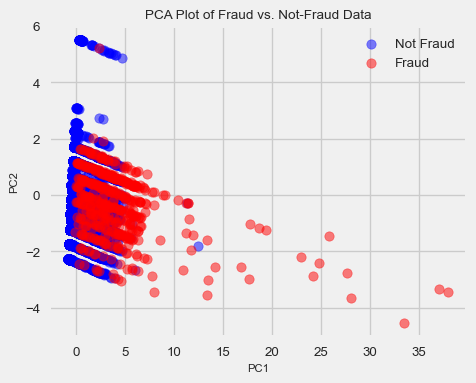 PCA Plot of Fraud vs. Not-Fraud Data
Not Fraud
Fraud
6
4
2
0
−2
−4
PC2
0 5 10 15 20 25 30 35
PC1